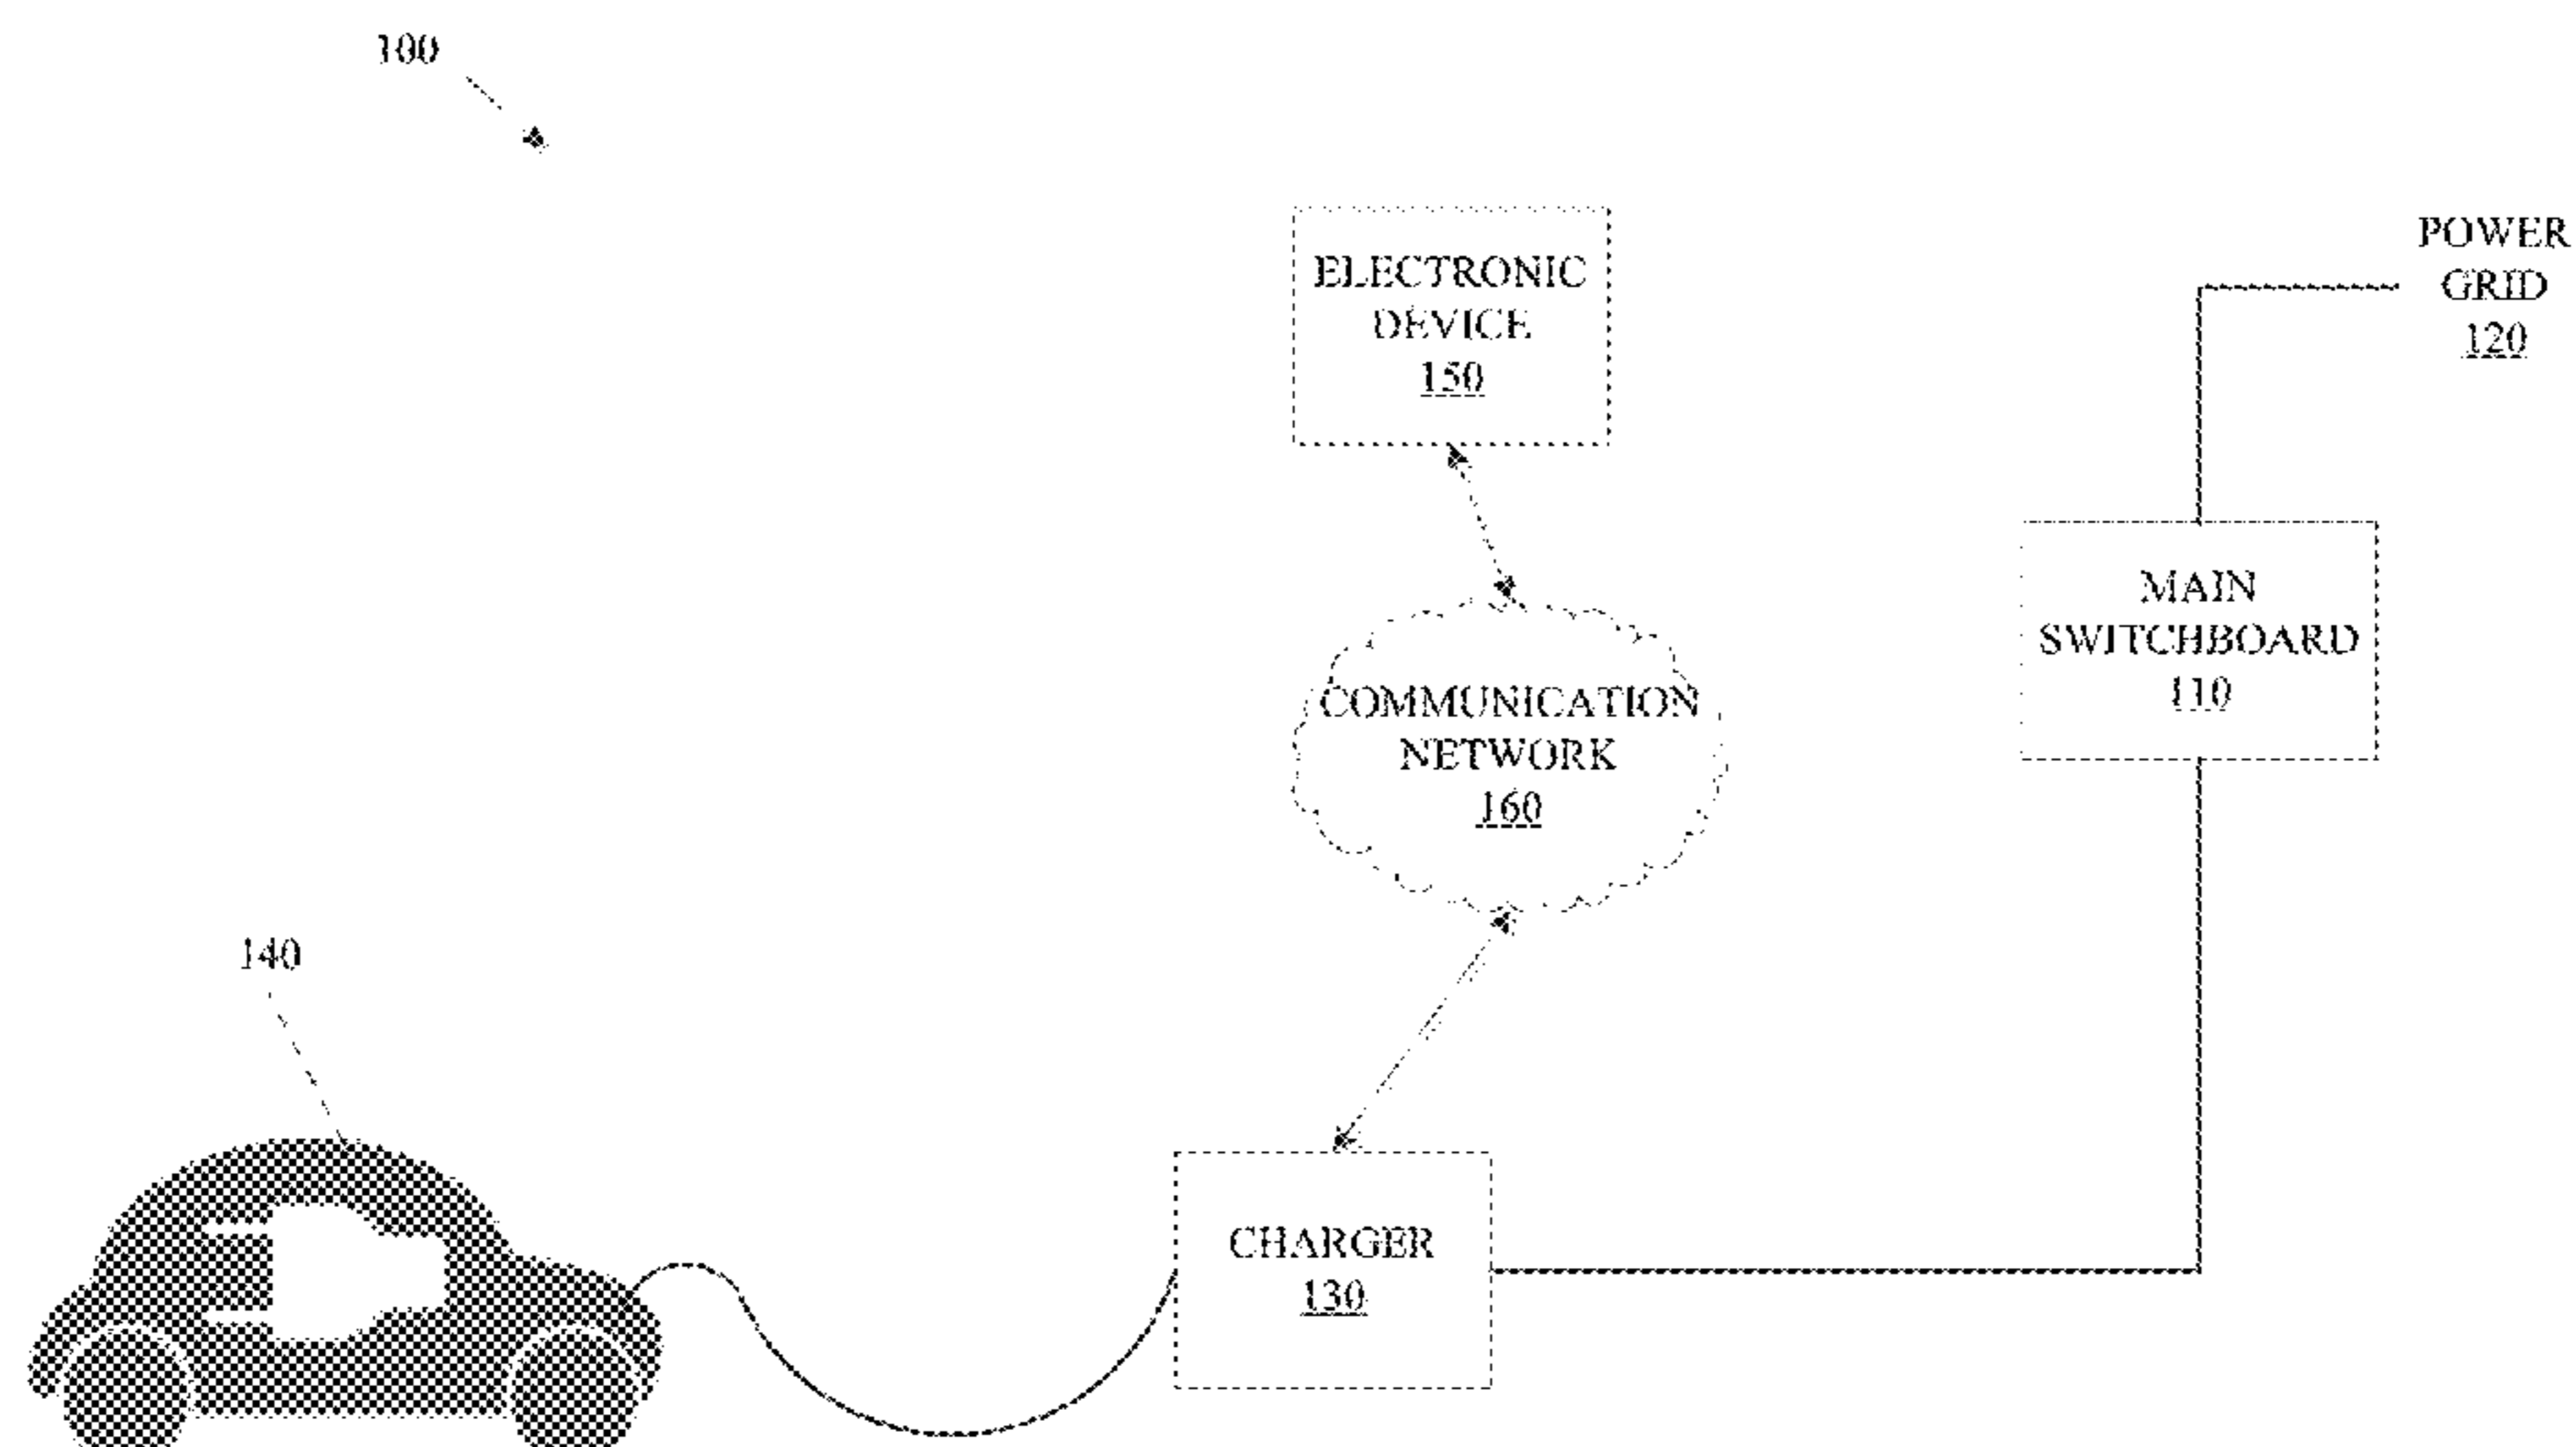 100
POWER
GRID
120
ELECTRONIC
DEVICE
150
MAIN
SWITCHBOARD
110
COMMUNICATION
NETWORK
160
140
CHARGER
130